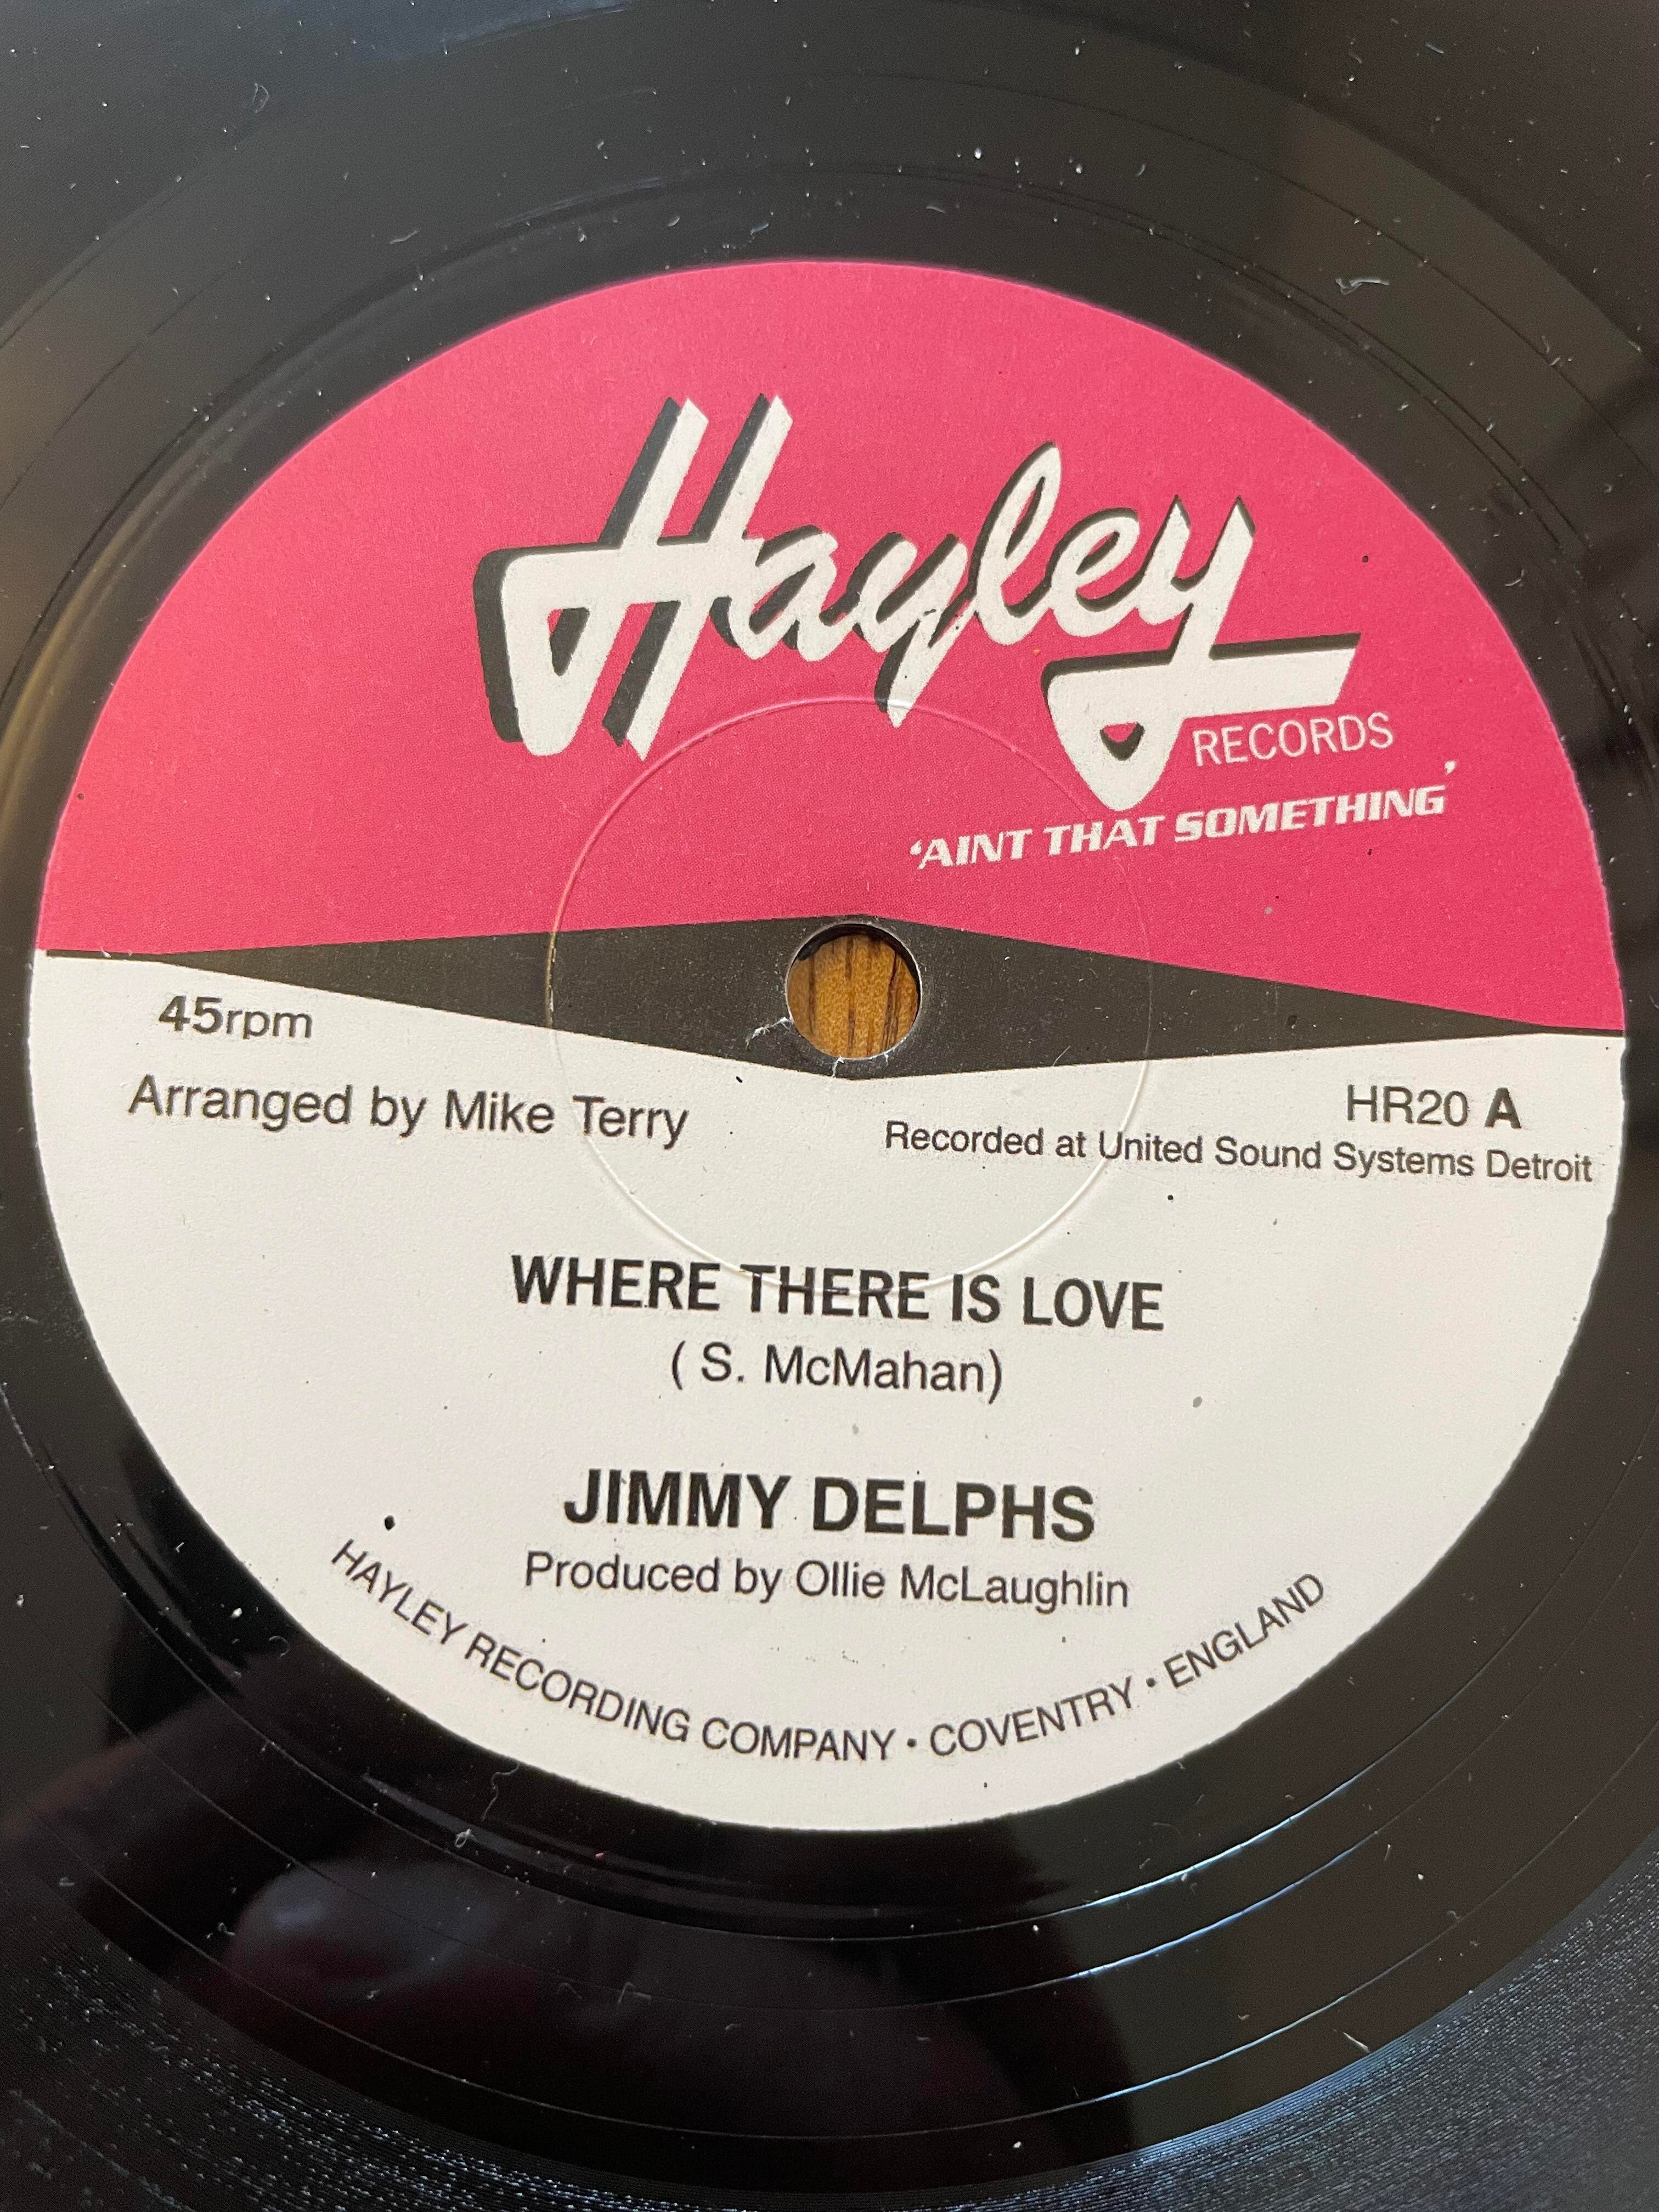 Hayley
RECORDS
‘AINT THAT SOMETHING’
45rpm
HR20 A
Arranged by Mike Terry
Recorded at United Sound Systems Detroit
WHERE THERE IS LOVE
( S. McMahan)
JIMMY DELPHS
Produced by Ollie McLaughlin
HAYLEY RECORDING COMPANY • COVENTRY • ENGLAND